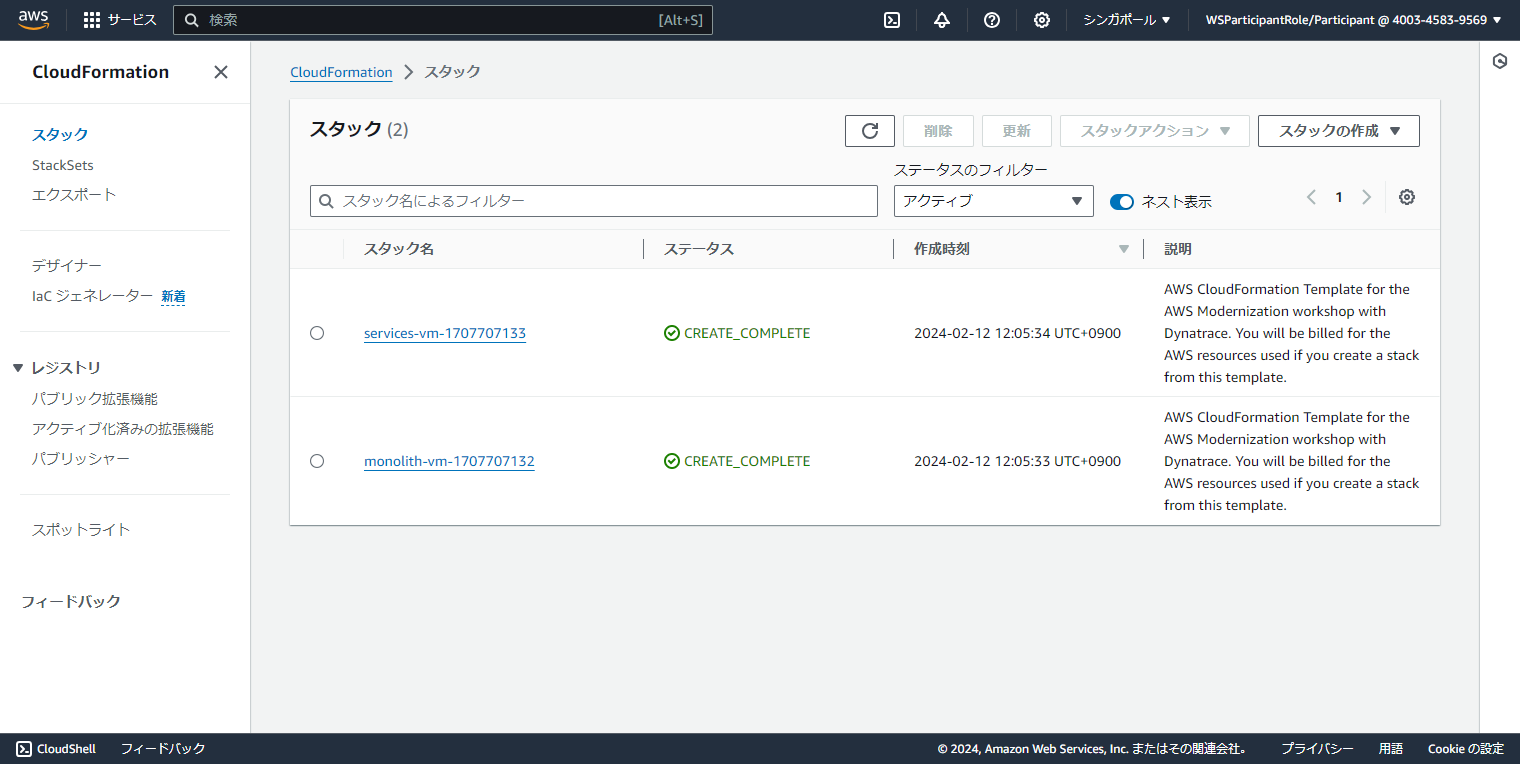 aws
サービス
検索
[Alt+S]
シンガポール ▼
WSParticipantRole/Participant @ 4003-4583-9569 ▼
CloudFormation
スタック
StackSets
エクスポート
デザイナー
IaC ジェネレーター 新着
▼ レジストリ
パブリック拡張機能
アクティブ化済みの拡張機能
パブリッシャー
スポットライト
フィードバック
CloudFormation > スタック
スタック (2)
削除
更新
スタックアクション ▼
スタックの作成 ▼
ステータスのフィルター
スタック名によるフィルター
アクティブ ▼
ネスト表示
1
スタック名
ステータス
作成時刻 ▼
説明
services-vm-1707707133
CREATE_COMPLETE
2024-02-12 12:05:34 UTC+0900
AWS CloudFormation Template for the
AWS Modernization workshop with
Dynatrace. You will be billed for the
AWS resources used if you create a stack
from this template.
monolith-vm-1707707132
CREATE_COMPLETE
2024-02-12 12:05:33 UTC+0900
AWS CloudFormation Template for the
AWS Modernization workshop with
Dynatrace. You will be billed for the
AWS resources used if you create a stack
from this template.
CloudShell
フィードバック
© 2024, Amazon Web Services, Inc. またはその関連会社。
プライバシー
用語
Cookie の設定